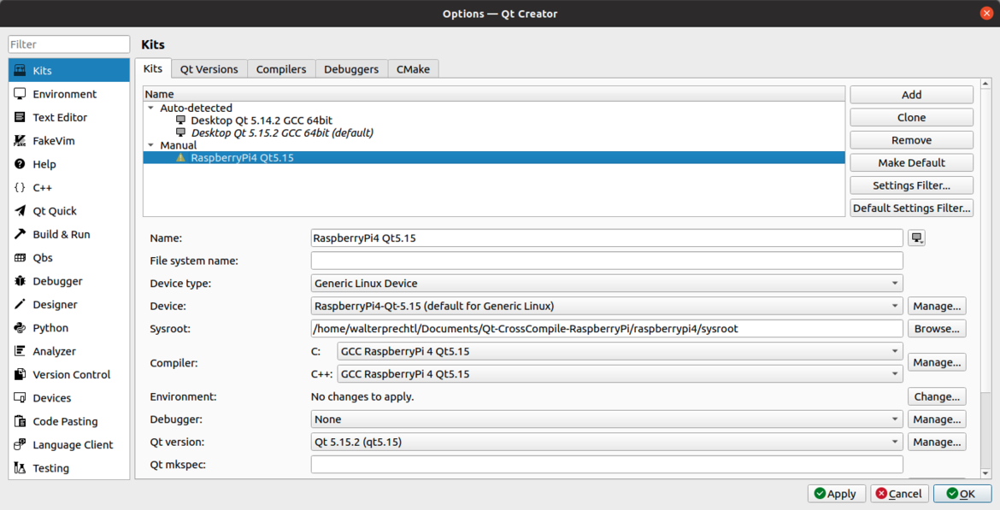 Options — Qt Creator
Filter
Kits
Environment
Text Editor
FakeVim
Help
C++
Qt Quick
Build & Run
Qbs
Debugger
Designer
Python
Analyzer
Version Control
Devices
Code Pasting
Language Client
Testing
Kits
Kits Qt Versions Compilers Debuggers CMake
Name
Auto-detected
Desktop Qt 5.14.2 GCC 64bit
Desktop Qt 5.15.2 GCC 64bit (default)
Manual
RaspberryPi4 Qt5.15
Add
Clone
Remove
Make Default
Settings Filter...
Default Settings Filter...
Name: RaspberryPi4 Qt5.15
File system name:
Device type: Generic Linux Device
Device: RaspberryPi4-Qt-5.15 (default for Generic Linux) Manage...
Sysroot: /home/walterprechtl/Documents/Qt-CrossCompile-RaspberryPi/raspberrypi4/sysroot Browse...
Compiler: C: GCC RaspberryPi 4 Qt5.15 Manage...
C++: GCC RaspberryPi 4 Qt5.15
Environment: No changes to apply. Change...
Debugger: None Manage...
Qt version: Qt 5.15.2 (qt5.15) Manage...
Qt mkspec:
Apply Cancel OK